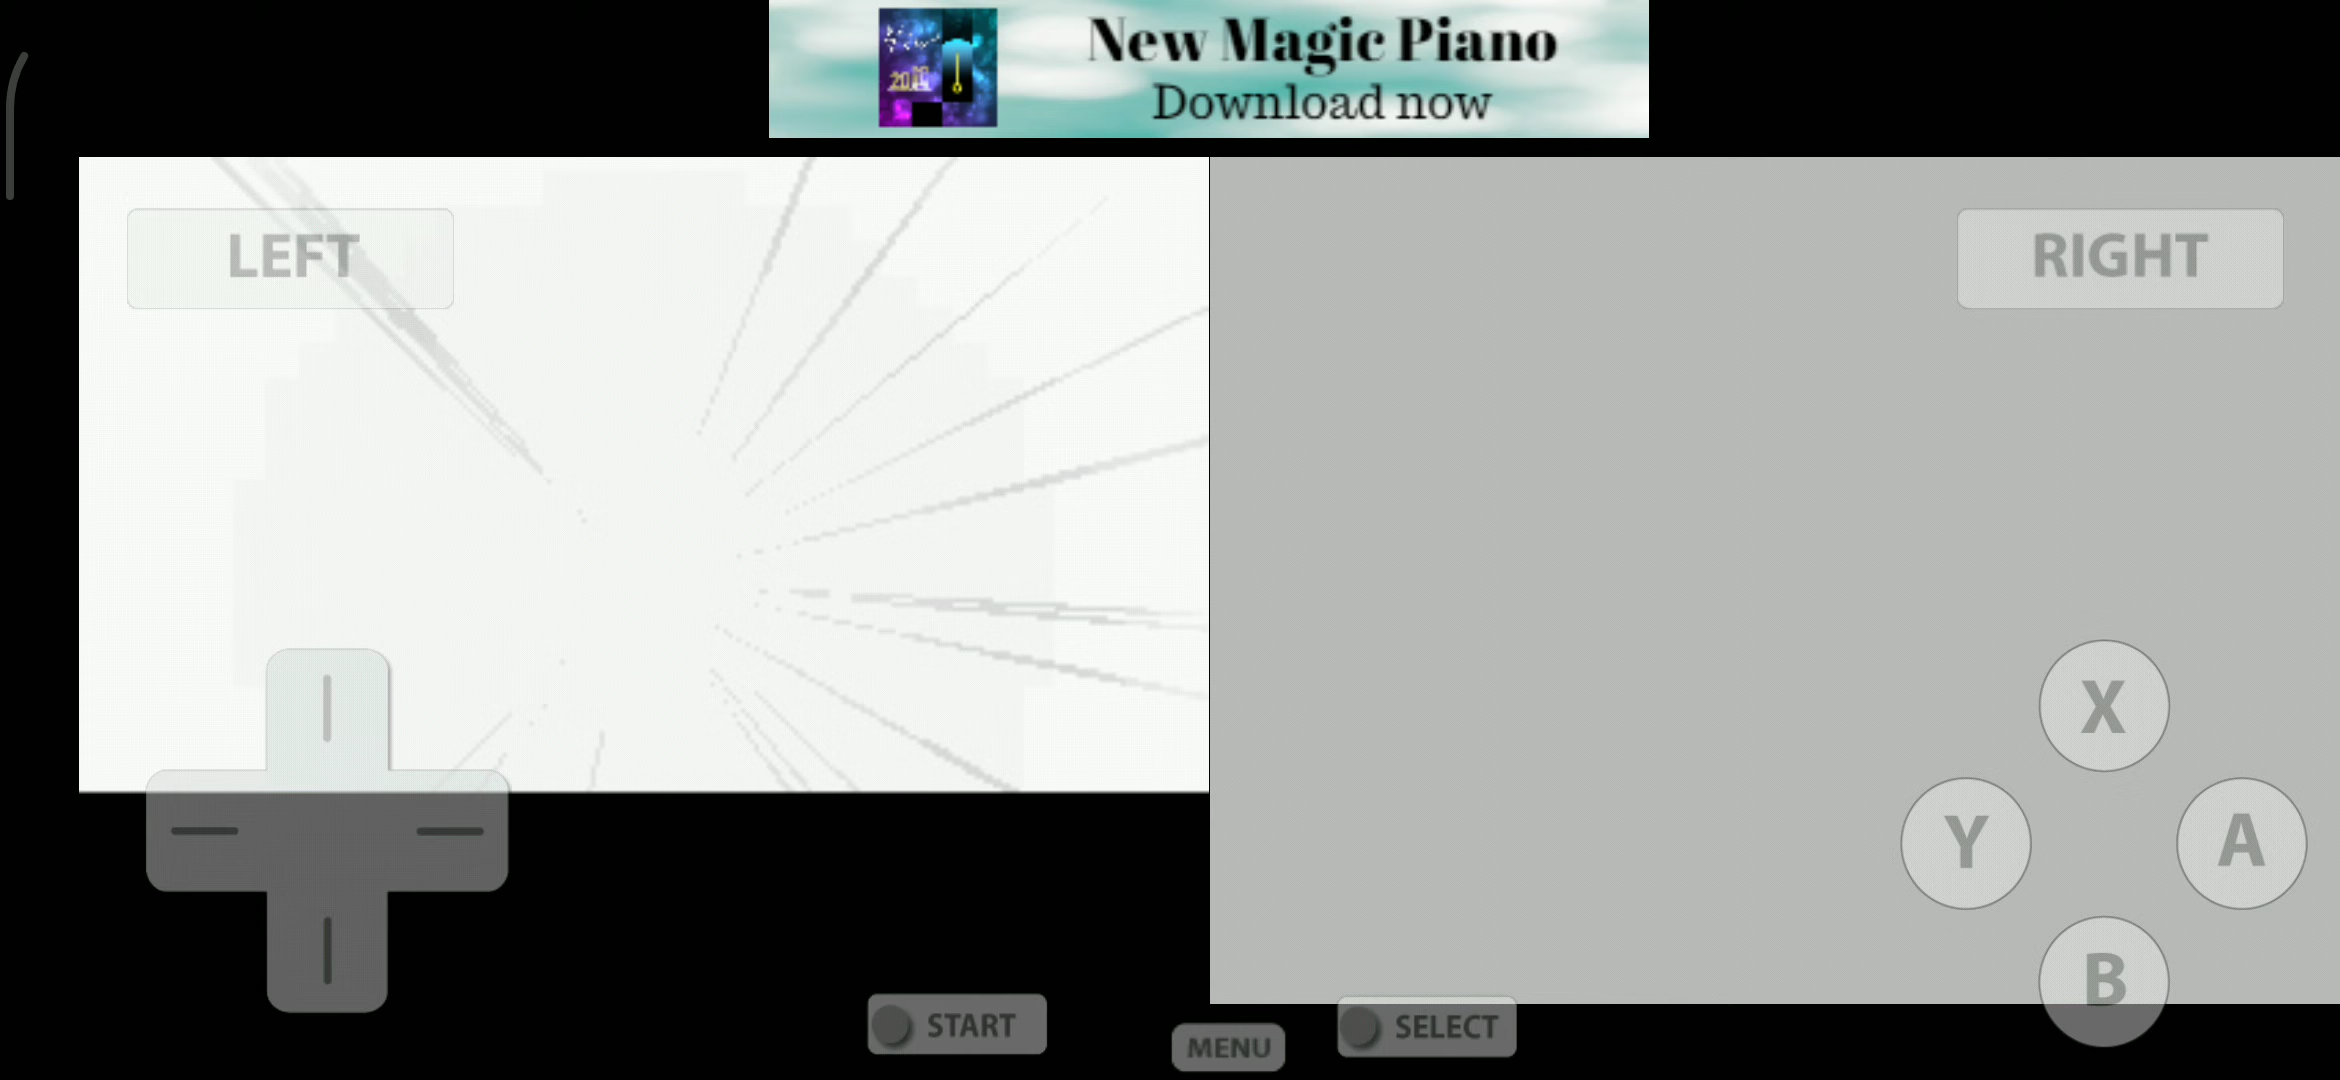 New Magic Piano
Download now
LEFT
RIGHT
X
Y
A
B
START
SELECT
MENU